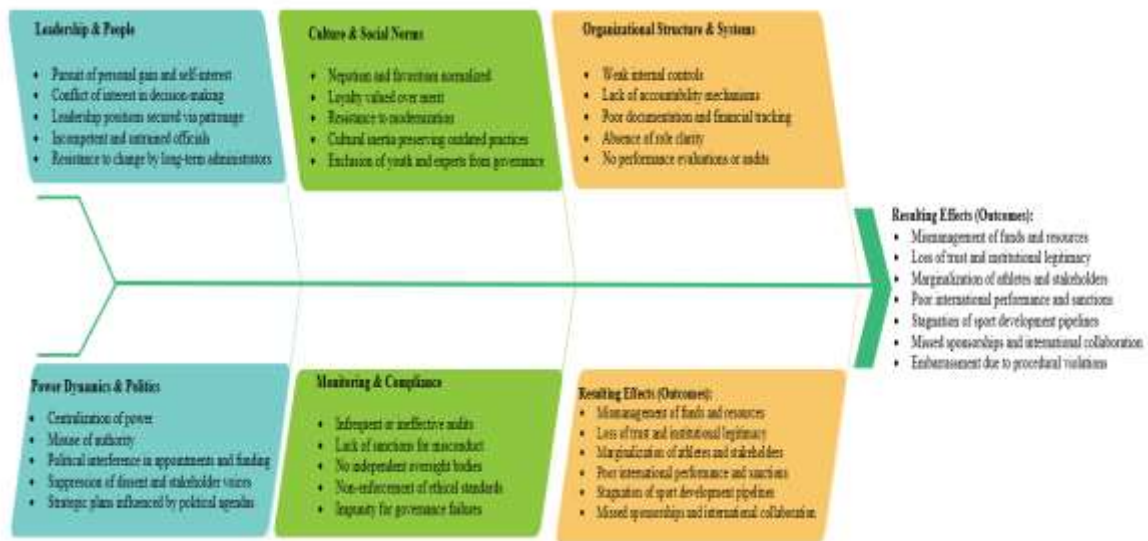 Leadership & People
• Pursuit of personal gain and self-interest
• Conflict of interest in decision-making
• Leadership positions secured via patronage
• Incompetent and untrained officials
• Resistance to change by long-term administrators
Culture & Social Norms
• Nepotism and favoritism normalized
• Loyalty valued over merit
• Resistance to modernization
• Cultural inertia preserving outdated practices
• Exclusion of youth and experts from governance
Organizational Structure & Systems
• Weak internal controls
• Lack of accountability mechanisms
• Poor documentation and financial tracking
• Absence of role clarity
• No performance evaluations or audits
Resulting Effects (Outcomes):
• Mismanagement of funds and resources
• Loss of trust and institutional legitimacy
• Marginalization of athletes and stakeholders
• Poor international performance and sanctions
• Stagnation of sport development pipelines
• Missed sponsorships and international collaboration
• Embarrassment due to procedural violations
Power Dynamics & Politics
• Centralization of power
• Misuse of authority
• Political interference in appointments and funding
• Suppression of dissent and stakeholder voices
• Strategic plans influenced by political agendas
Monitoring & Compliance
• Infrequent or ineffective audits
• Lack of sanctions for misconduct
• No independent oversight bodies
• Non-enforcement of ethical standards
• Impunity for governance failures
Resulting Effects (Outcomes):
• Mismanagement of funds and resources
• Loss of trust and institutional legitimacy
• Marginalization of athletes and stakeholders
• Poor international performance and sanctions
• Stagnation of sport development pipelines
• Missed sponsorships and international collaboration